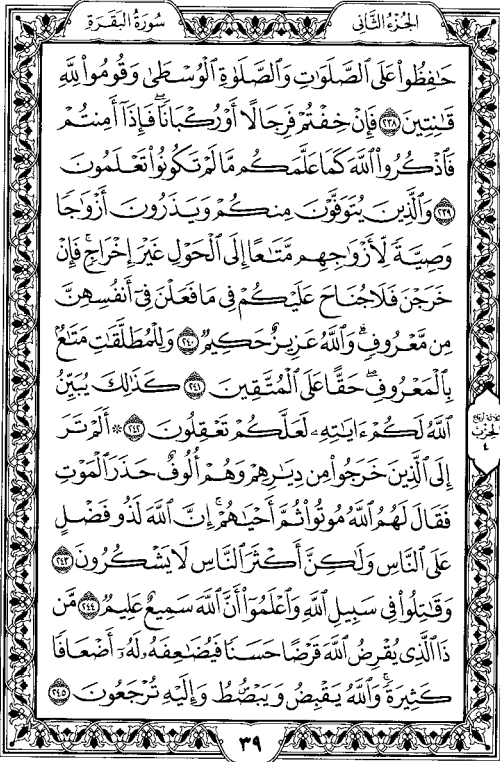 سُورَةُ البَقَرَةِ
الجُزْءُ الثَّانِي
حَٰفِظُوا۟ عَلَى ٱلصَّلَوَٰتِ وَٱلصَّلَوٰةِ ٱلْوُسْطَىٰ وَقُومُوا۟ لِلَّهِ
قَٰنِتِينَ ٢٣٨ فَإِنْ خِفْتُمْ فَرِجَالًا أَوْ رُكْبَانًا ۖ فَإِذَآ أَمِنتُمْ
فَٱذْكُرُوا۟ ٱللَّهَ كَمَا عَلَّمَكُم مَّا لَمْ تَكُونُوا۟ تَعْلَمُونَ
٢٣٩ وَٱلَّذِينَ يُتَوَفَّوْنَ مِنكُمْ وَيَذَرُونَ أَزْوَٰجًا
وَصِيَّةً لِّأَزْوَٰجِهِم مَّتَٰعًا إِلَى ٱلْحَوْلِ غَيْرَ إِخْرَاجٍ ۚ فَإِنْ
خَرَجْنَ فَلَا جُنَاحَ عَلَيْكُمْ فِى مَا فَعَلْنَ فِىٓ أَنفُسِهِنَّ
مِن مَّعْرُوفٍ ۗ وَٱللَّهُ عَزِيزٌ حَكِيمٌ ٢٤٠ وَلِلْمُطَلَّقَٰتِ مَتَٰعٌۢ
بِٱلْمَعْرُوفِ ۖ حَقًّا عَلَى ٱلْمُتَّقِينَ ٢٤١ كَذَٰلِكَ يُبَيِّنُ
ٱللَّهُ لَكُمْ ءَايَٰتِهِۦ لَعَلَّكُمْ تَعْقِلُونَ ٢٤٢ ۞ أَلَمْ تَرَ
إِلَى ٱلَّذِينَ خَرَجُوا۟ مِن دِيَٰرِهِمْ وَهُمْ أُلُوفٌ حَذَرَ ٱلْمَوْتِ
فَقَالَ لَهُمُ ٱللَّهُ مُوتُوا۟ ثُمَّ أَحْيَٰهُمْ ۚ إِنَّ ٱللَّهَ لَذُو فَضْلٍ
عَلَى ٱلنَّاسِ وَلَٰكِنَّ أَكْثَرَ ٱلنَّاسِ لَا يَشْكُرُونَ ٢٤٣
وَقَٰتِلُوا۟ فِى سَبِيلِ ٱللَّهِ وَٱعْلَمُوٓا۟ أَنَّ ٱللَّهَ سَمِيعٌ عَلِيمٌ ٢٤٤ مَّن
ذَا ٱلَّذِى يُقْرِضُ ٱللَّهَ قَرْضًا حَسَنًا فَيُضَٰعِفَهُۥ لَهُۥٓ أَضْعَافًا
كَثِيرَةً ۚ وَٱللَّهُ يَقْبِضُ وَيَبْصُۜطُ وَإِلَيْهِ تُرْجَعُونَ ٢٤٥
الحزب
٤
٣٩